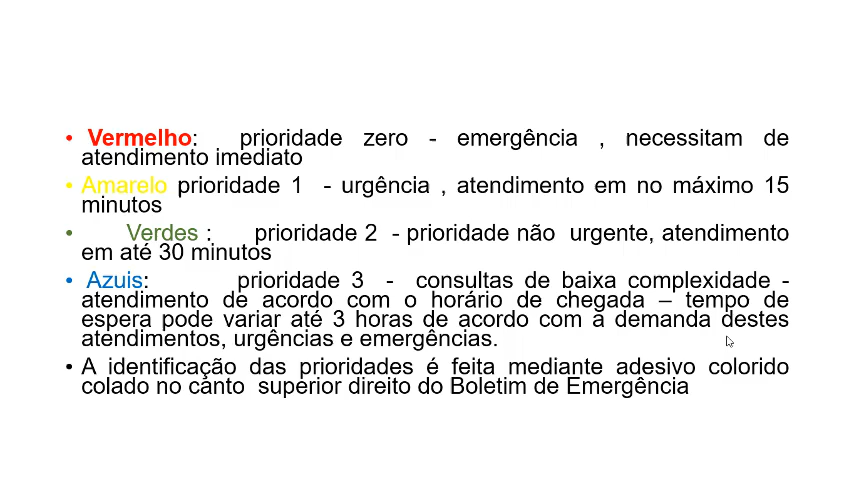 • Vermelho: prioridade zero - emergência , necessitam de
atendimento imediato
• Amarelo prioridade 1 - urgência , atendimento em no máximo 15
minutos
• Verdes : prioridade 2 - prioridade não urgente, atendimento
em até 30 minutos
• Azuis: prioridade 3 - consultas de baixa complexidade -
atendimento de acordo com o horário de chegada – tempo de
espera pode variar até 3 horas de acordo com a demanda destes
atendimentos, urgências e emergências.
• A identificação das prioridades é feita mediante adesivo colorido
colado no canto superior direito do Boletim de Emergência